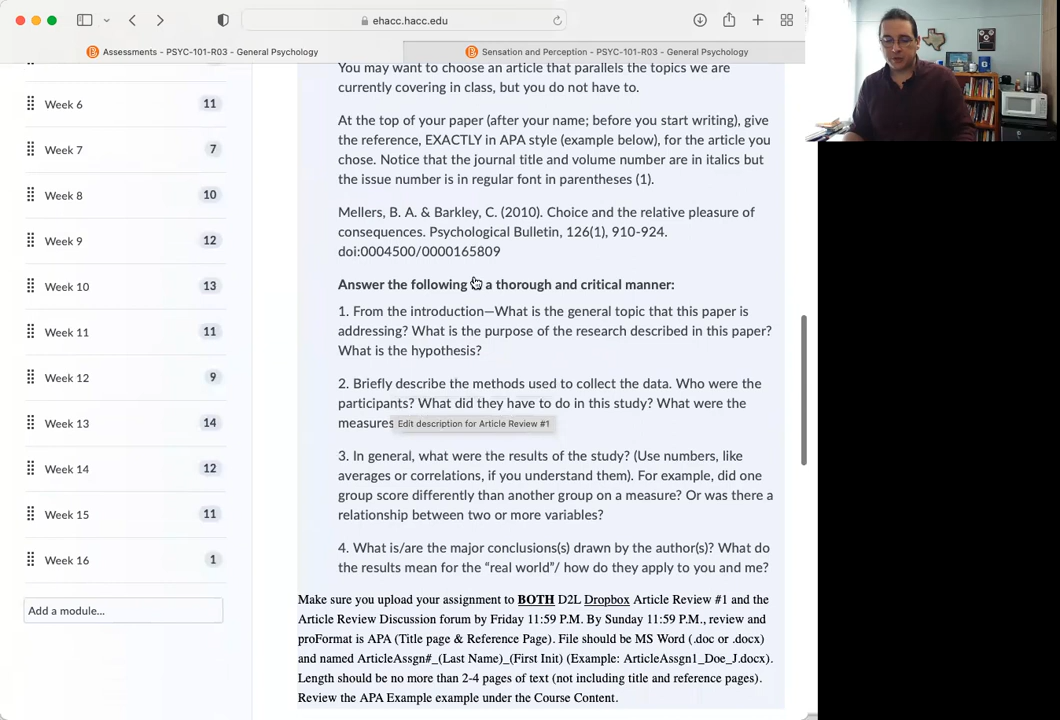 ehacc.hacc.edu
Assessments - PSYC-101-R03 - General Psychology
Sensation and Perception - PSYC-101-R03 - General Psychology
Week 6 11
Week 7 7
Week 8 10
Week 9 12
Week 10 13
Week 11 11
Week 12 9
Week 13 14
Week 14 12
Week 15 11
Week 16 1
Add a module...
You may want to choose an article that parallels the topics we are
currently covering in class, but you do not have to.
At the top of your paper (after your name; before you start writing), give
the reference, EXACTLY in APA style (example below), for the article you
chose. Notice that the journal title and volume number are in italics but
the issue number is in regular font in parentheses (1).
Mellers, B. A. & Barkley, C. (2010). Choice and the relative pleasure of
consequences. Psychological Bulletin, 126(1), 910-924.
doi:0004500/0000165809
Answer the following a thorough and critical manner:
1. From the introduction—What is the general topic that this paper is
addressing? What is the purpose of the research described in this paper?
What is the hypothesis?
2. Briefly describe the methods used to collect the data. Who were the
participants? What did they have to do in this study? What were the
measures
Edit description for Article Review #1
3. In general, what were the results of the study? (Use numbers, like
averages or correlations, if you understand them). For example, did one
group score differently than another group on a measure? Or was there a
relationship between two or more variables?
4. What is/are the major conclusions(s) drawn by the author(s)? What do
the results mean for the “real world”/ how do they apply to you and me?
Make sure you upload your assignment to BOTH D2L Dropbox Article Review #1 and the
Article Review Discussion forum by Friday 11:59 P.M. By Sunday 11:59 P.M., review and
proFormat is APA (Title page & Reference Page). File should be MS Word (.doc or .docx)
and named ArticleAssgn#_(Last Name)_(First Init) (Example: ArticleAssgn1_Doe_J.docx).
Length should be no more than 2-4 pages of text (not including title and reference pages).
Review the APA Example example under the Course Content.